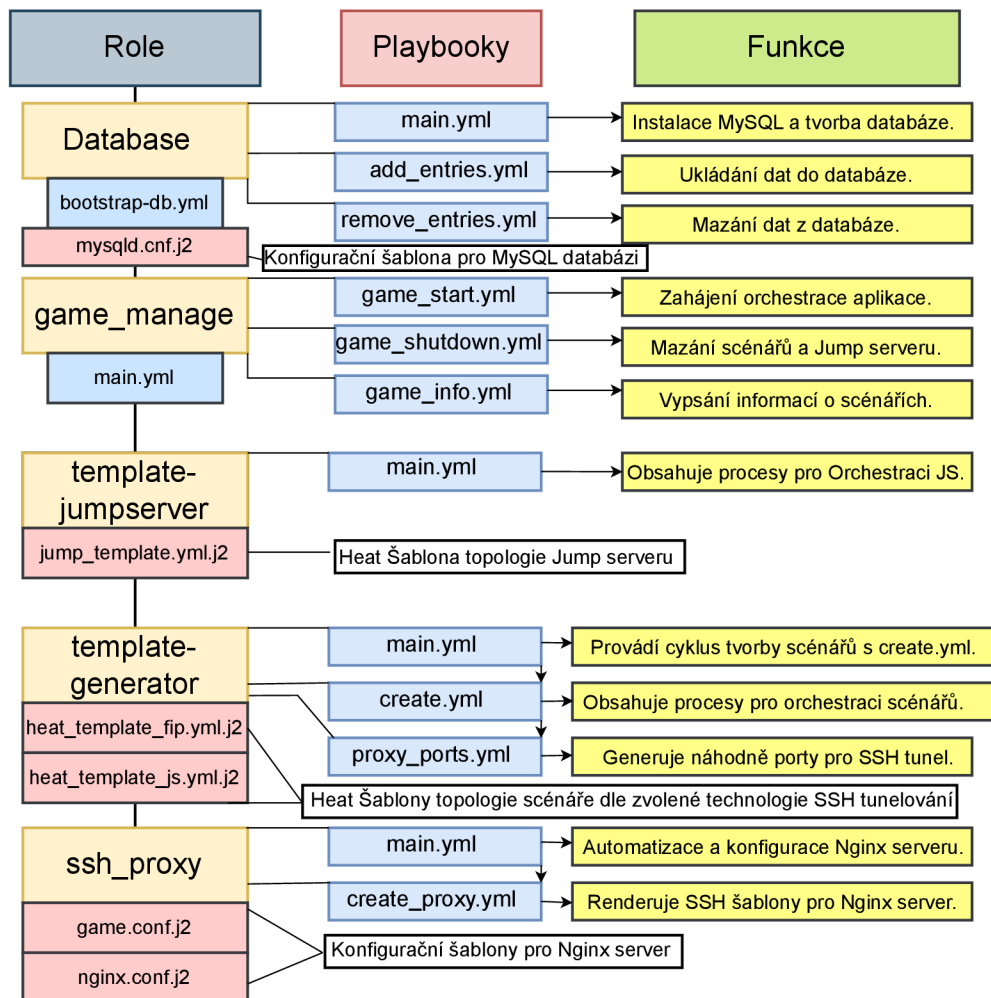 Role
Playbooky
Funkce
Database
main.yml
Instalace MySQL a tvorba databáze.
add_entries.yml
Ukládání dat do databáze.
bootstrap-db.yml
remove_entries.yml
Mazání dat z databáze.
mysqld.cnf.j2
Konfigurační šablona pro MySQL databázi
game_manage
game_start.yml
Zahájení orchestrace aplikace.
game_shutdown.yml
Mazání scénářů a Jump serveru.
main.yml
game_info.yml
Vypsání informací o scénářích.
template-
jumpserver
main.yml
Obsahuje procesy pro Orchestraci JS.
jump_template.yml.j2
Heat Šablona topologie Jump serveru
template-
generator
main.yml
Provádí cyklus tvorby scénářů s create.yml.
create.yml
Obsahuje procesy pro orchestraci scénářů.
heat_template_fip.yml.j2
proxy_ports.yml
Generuje náhodně porty pro SSH tunel.
heat_template_js.yml.j2
Heat Šablony topologie scénáře dle zvolené technologie SSH tunelování
ssh_proxy
main.yml
Automatizace a konfigurace Nginx serveru.
create_proxy.yml
Renderuje SSH šablony pro Nginx server.
game.conf.j2
Konfigurační šablony pro Nginx server
nginx.conf.j2